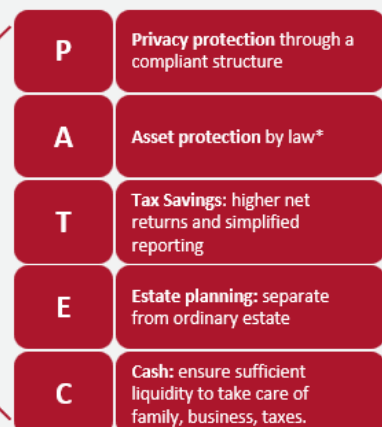 P
Privacy protection through a
compliant structure
A
Asset protection by law*
T
Tax Savings: higher net
returns and simplified
reporting
E
Estate planning: separate
from ordinary estate
C
Cash: ensure sufficient
liquidity to take care of
family, business, taxes.